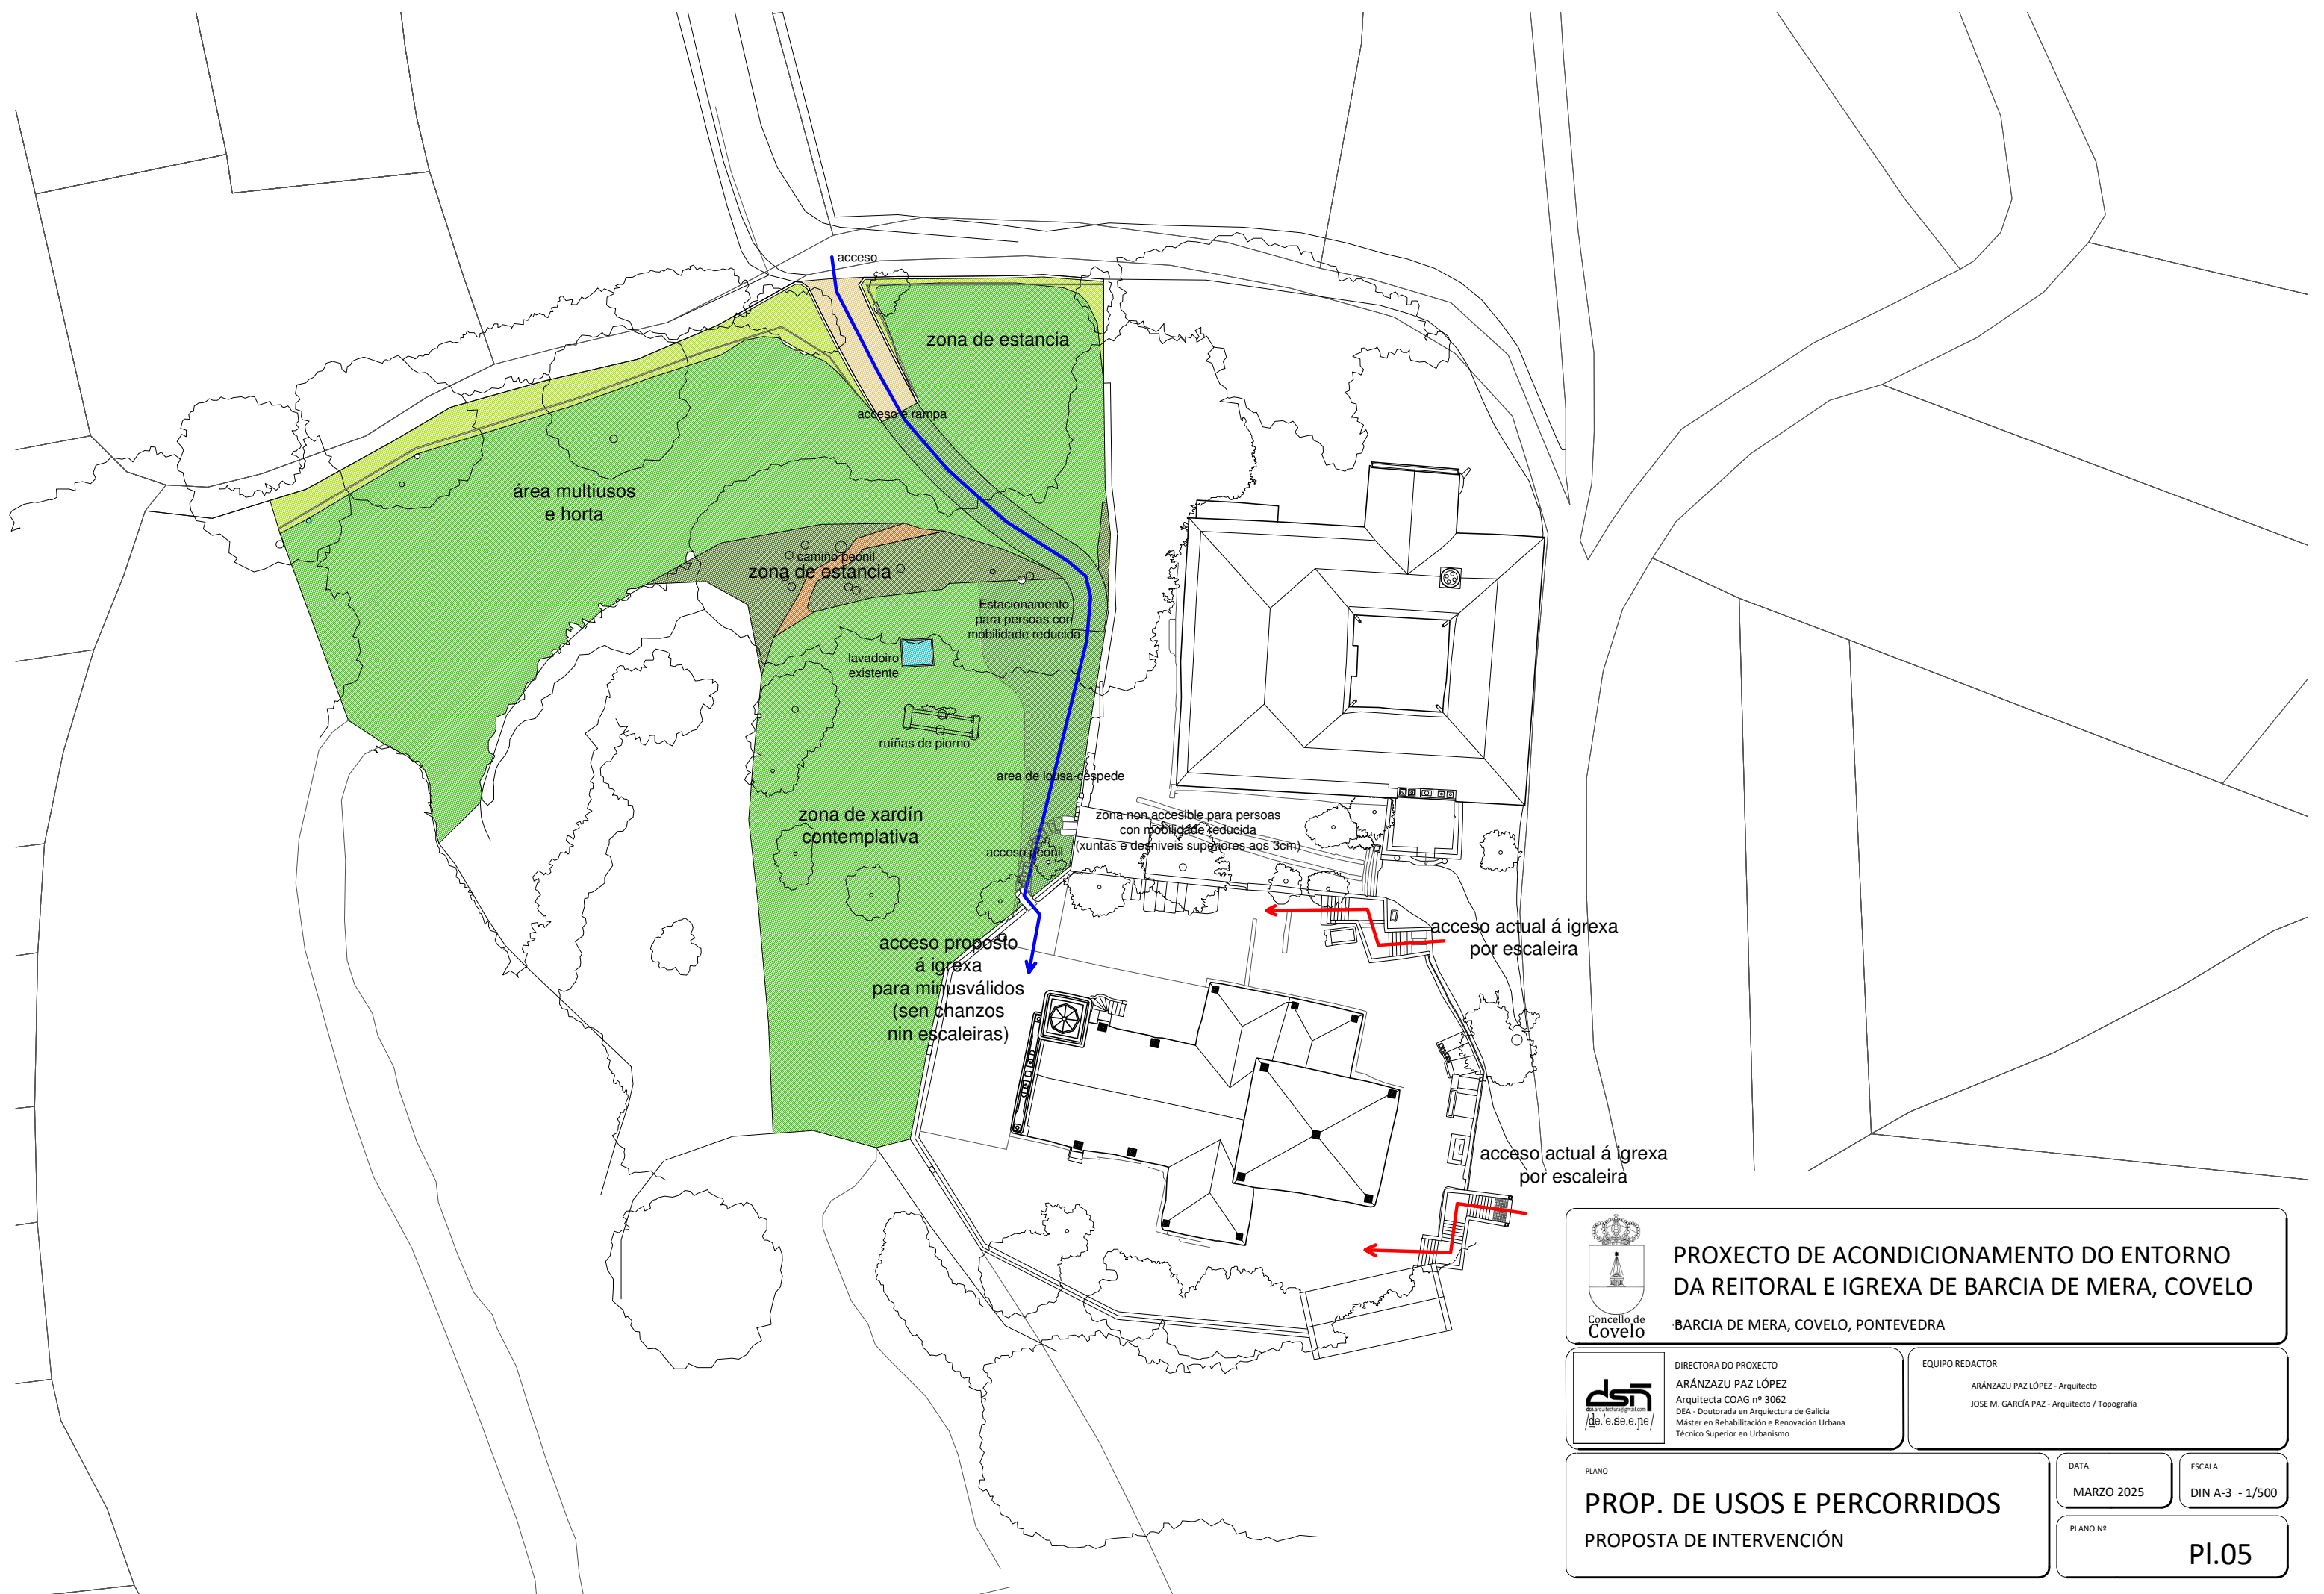 acceso
zona de estancia
acceso e rampa
área multiusos
e horta
camiño peonil
zona de estancia
Estacionamento
para persoas con
mobilidade reducida
lavadoiro
existente
ruíñas de piorno
area de lousa-céspede
zona de xardín
contemplativa
zona non accesible para persoas
con mobilidade reducida
(xuntas e desniveis superiores aos 3cm)
acceso peonil
acceso actual á igrexa
por escaleira
acceso proposto
á igrexa
para minusválidos
(sen chanzos
nin escaleiras)
acceso actual á igrexa
por escaleira
Concello de
Covelo
PROXECTO DE ACONDICIONAMENTO DO ENTORNO
DA REITORAL E IGREXA DE BARCIA DE MERA, COVELO
BARCIA DE MERA, COVELO, PONTEVEDRA
dsñ
dsn.arquitectura@gmail.com
/de.'e.se.e.ɲe/
DIRECTORA DO PROXECTO
ARÁNZAZU PAZ LÓPEZ
Arquitecta COAG nº 3062
DEA - Doutorada en Arquiectura de Galicia
Máster en Rehabilitación e Renovación Urbana
Técnico Superior en Urbanismo
EQUIPO REDACTOR
ARÁNZAZU PAZ LÓPEZ - Arquitecto
JOSE M. GARCÍA PAZ - Arquitecto / Topografía
PLANO
PROP. DE USOS E PERCORRIDOS
PROPOSTA DE INTERVENCIÓN
DATA
MARZO 2025
ESCALA
DIN A-3 - 1/500
PLANO Nº
Pl.05